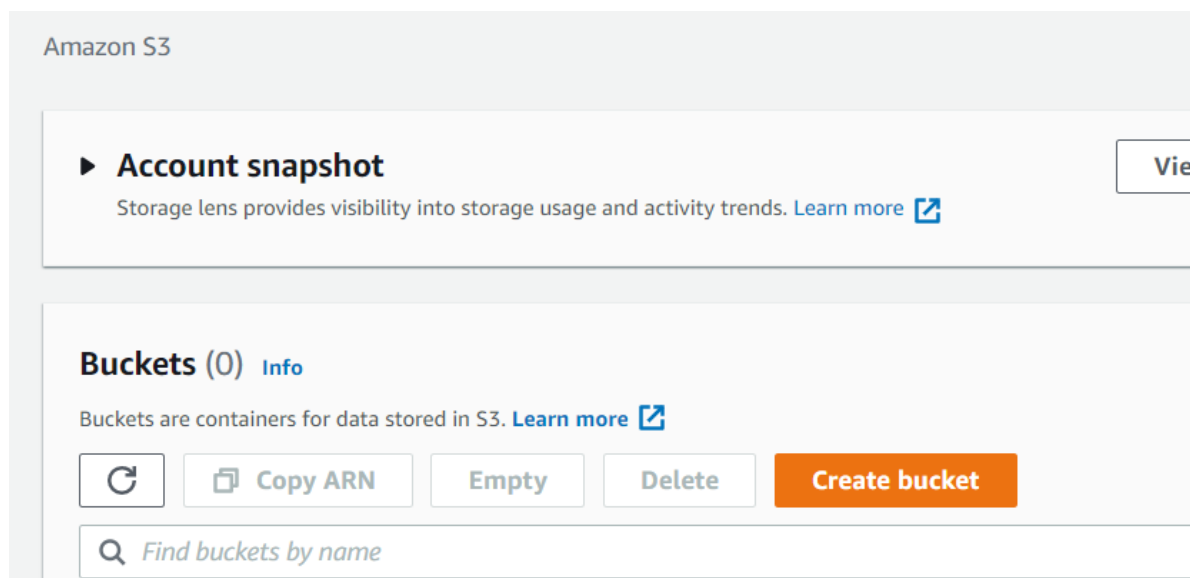 Amazon S3
Account snapshot
Storage lens provides visibility into storage usage and activity trends. Learn more
Buckets (0) Info
Buckets are containers for data stored in S3. Learn more
Copy ARN Empty Delete Create bucket
Find buckets by name